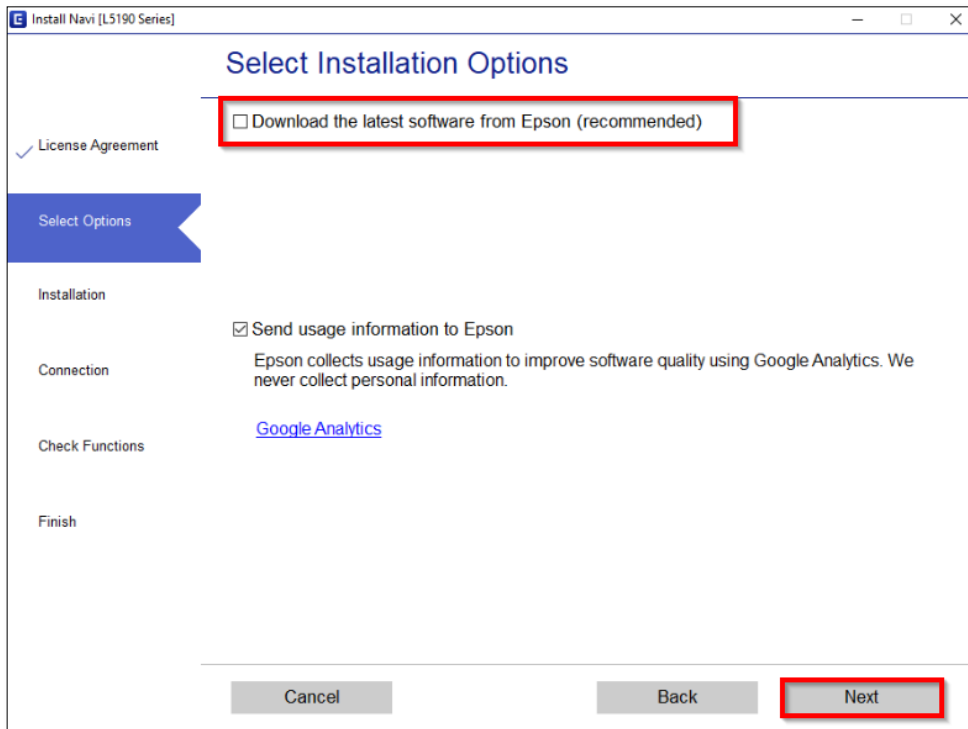 Install Navi [L5190 Series]
Select Installation Options
Download the latest software from Epson (recommended)
License Agreement
Select Options
Installation
Connection
Check Functions
Finish
Send usage information to Epson
Epson collects usage information to improve software quality using Google Analytics. We
never collect personal information.
Google Analytics
Cancel
Back
Next